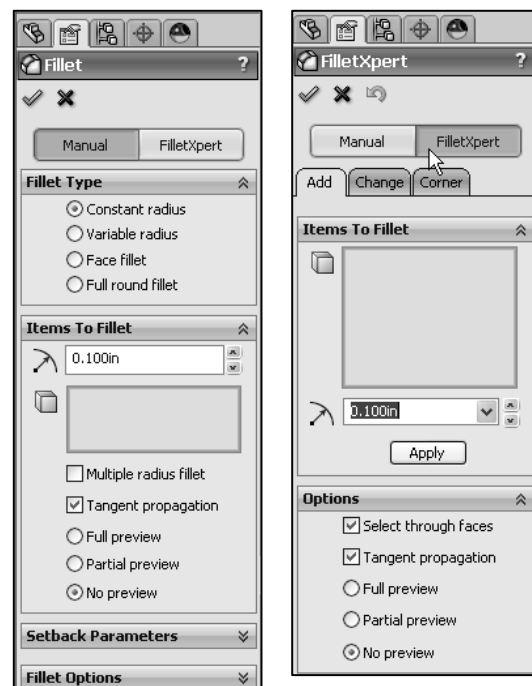 Fillet
?
Manual
FilletXpert
Fillet Type
Constant radius
Variable radius
Face fillet
Full round fillet
Items To Fillet
0.100in
Multiple radius fillet
Tangent propagation
Full preview
Partial preview
No preview
Setback Parameters
Fillet Options
FilletXpert
?
Manual
FilletXpert
Add
Change
Corner
Items To Fillet
0.100in
Apply
Options
Select through faces
Tangent propagation
Full preview
Partial preview
No preview